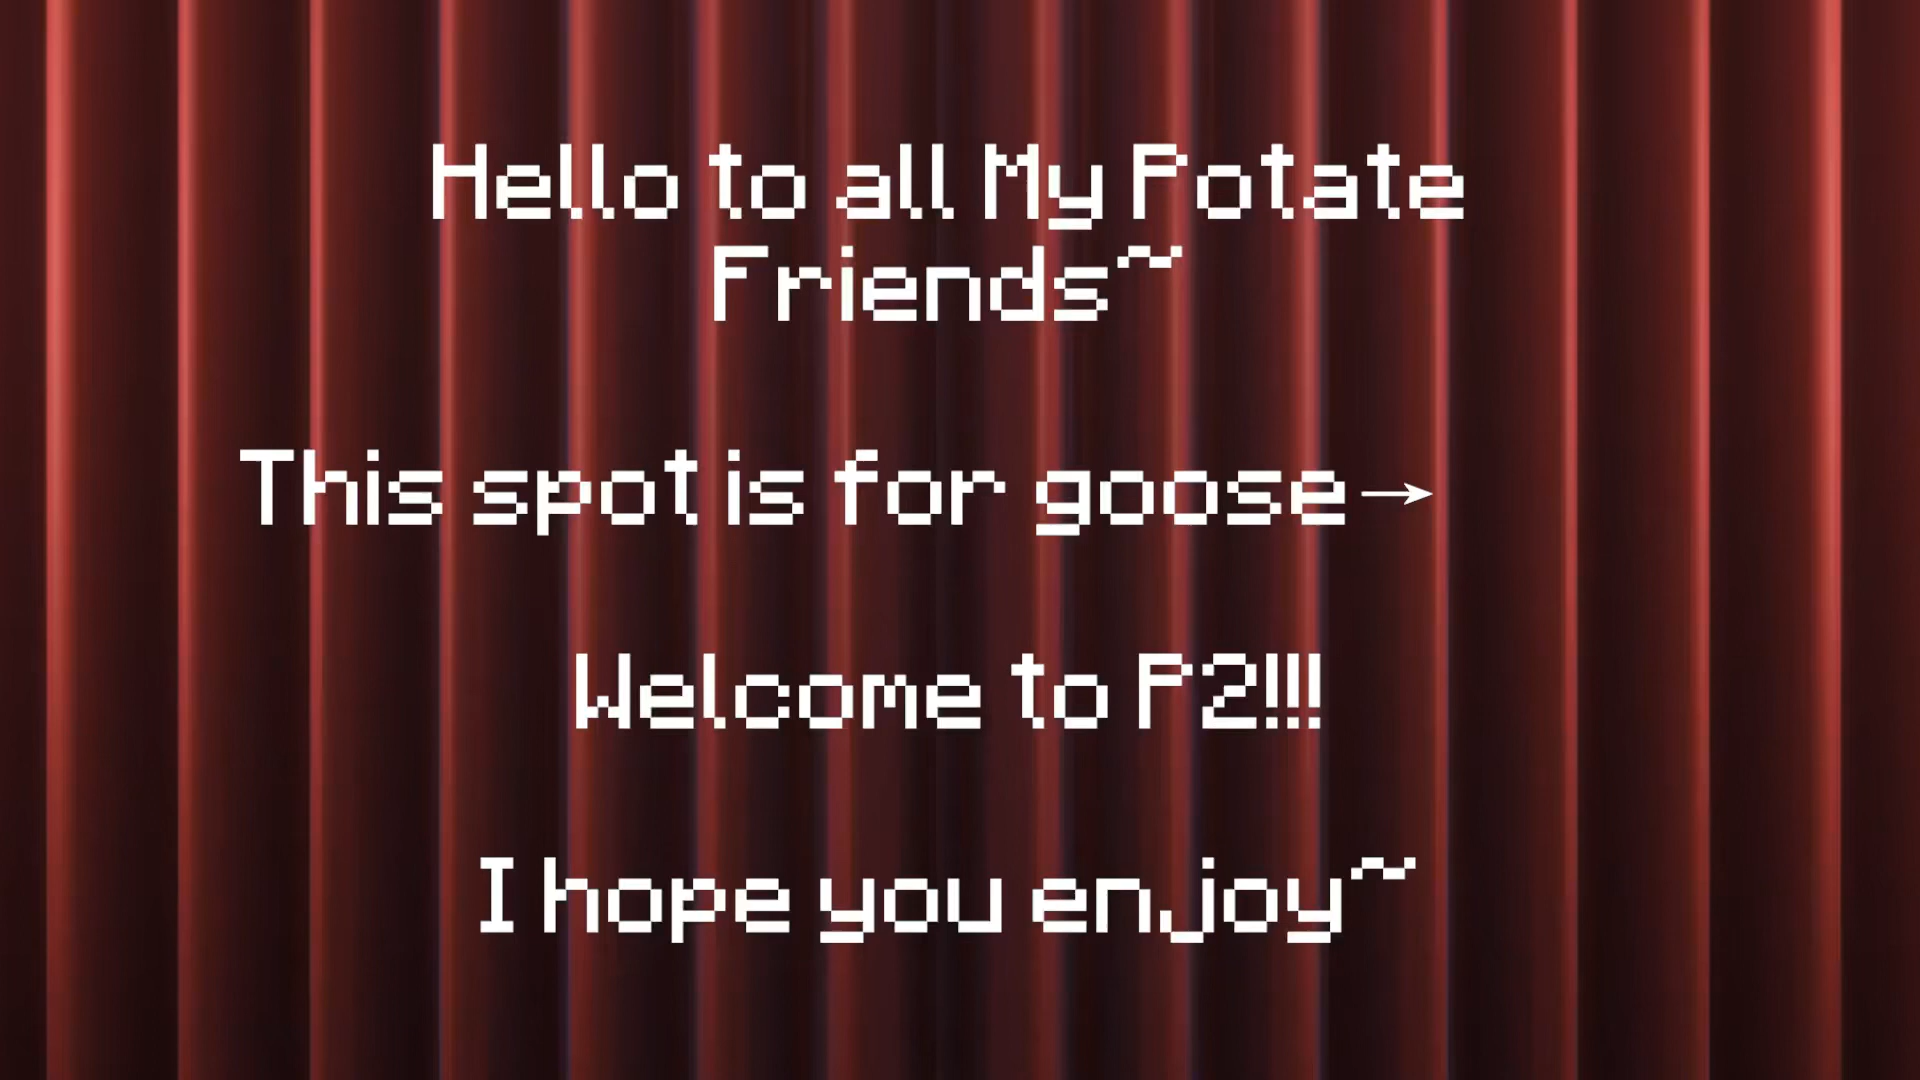 Hello to all My Potate
Friends~
This spot is for goose→
Welcome to P2!!!
I hope you enjoy~